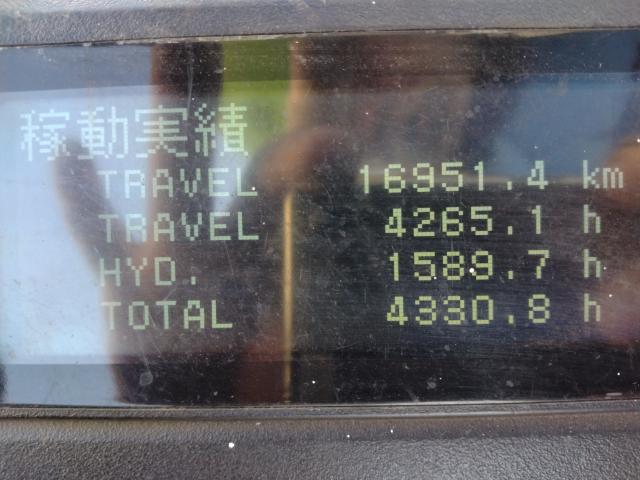 稼動実績
TRAVEL 16951.4 km
TRAVEL 4265.1 h
HYD. 1589.7 h
TOTAL 4330.8 h